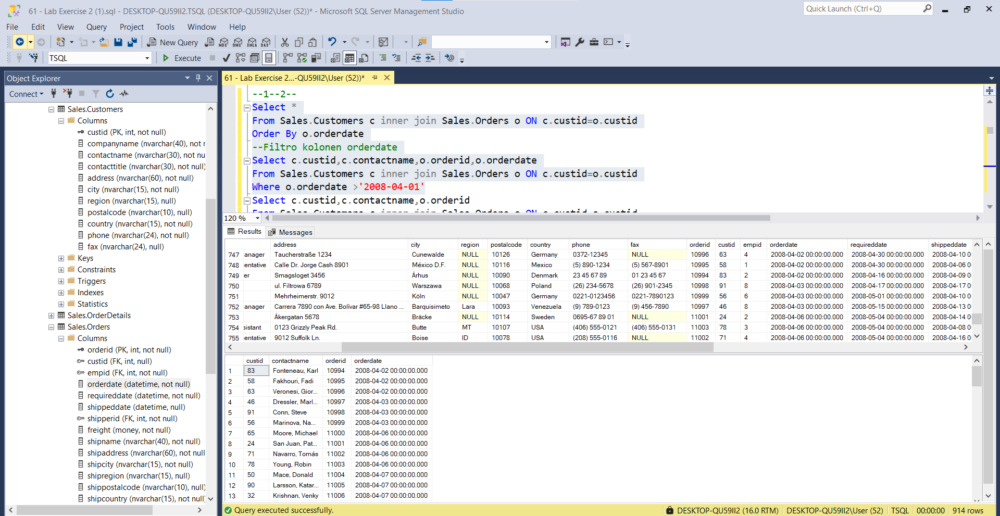 61 - Lab Exercise 2 (1).sql - DESKTOP-QU59II2.TSQL (DESKTOP-QU59II2\User (52))* - Microsoft SQL Server Management Studio
Quick Launch (Ctrl+Q)
File Edit View Query Project Tools Window Help
New Query MDX DMX XMLA DAX
TSQL Execute
Object Explorer
Connect
Sales.Customers
Columns
custid (PK, int, not null)
companyname (nvarchar(40), not r
contactname (nvarchar(30), not nu
contacttitle (nvarchar(30), not null)
address (nvarchar(60), not null)
city (nvarchar(15), not null)
region (nvarchar(15), null)
postalcode (nvarchar(10), null)
country (nvarchar(15), not null)
phone (nvarchar(24), not null)
fax (nvarchar(24), null)
Keys
Constraints
Triggers
Indexes
Statistics
Sales.OrderDetails
Sales.Orders
Columns
orderid (PK, int, not null)
custid (FK, int, null)
empid (FK, int, not null)
orderdate (datetime, not null)
requireddate (datetime, not null)
shippeddate (datetime, null)
shipperid (FK, int, not null)
freight (money, not null)
shipname (nvarchar(40), not null)
shipaddress (nvarchar(60), not null
shipcity (nvarchar(15), not null)
shipregion (nvarchar(15), null)
shippostalcode (nvarchar(10), null)
shipcountry (nvarchar(15), not null
61 - Lab Exercise 2...-QU59II2\User (52))*
--1--2--
Select *
From Sales.Customers c inner join Sales.Orders o ON c.custid=o.custid
Order By o.orderdate
--Filtro kolonen orderdate
Select c.custid,c.contactname,o.orderid,o.orderdate
From Sales.Customers c inner join Sales.Orders o ON c.custid=o.custid
Where o.orderdate >'2008-04-01'
Select c.custid,c.contactname,o.orderid
From Sales.Customers c inner join Sales.Orders o ON c.custid=o.custid
120 %
Results Messages
address city region postalcode country phone fax orderid custid empid orderdate requireddate shippeddate
747 anager Taucherstraße 1234 Cunewalde NULL 10126 Germany 0372-12345 NULL 10996 63 4 2008-04-02 00:00:00.000 2008-04-30 00:00:00.000 2008-04-10 0
748 entative Calle Dr. Jorge Cash 8901 México D.F. NULL 10116 Mexico (5) 890-1234 (5) 567-8901 10995 58 1 2008-04-02 00:00:00.000 2008-04-30 00:00:00.000 2008-04-06 0
749 er Smagsloget 3456 Århus NULL 10090 Denmark 23 45 67 89 01 23 45 67 10994 83 2 2008-04-02 00:00:00.000 2008-04-16 00:00:00.000 2008-04-09 0
750 ul. Filtrowa 6789 Warszawa NULL 10068 Poland (26) 234-5678 (26) 901-2345 10998 91 8 2008-04-03 00:00:00.000 2008-04-17 00:00:00.000 2008-04-17 0
751 Mehrheimerstr. 9012 Köln NULL 10047 Germany 0221-0123456 0221-7890123 10999 56 6 2008-04-03 00:00:00.000 2008-05-01 00:00:00.000 2008-04-10 0
752 anager Carrera 7890 con Ave. Bolívar #65-98 Llano ... Barquisimeto Lara 10093 Venezuela (9) 789-0123 (9) 456-7890 10997 46 8 2008-04-03 00:00:00.000 2008-05-15 00:00:00.000 2008-04-13 0
753 Åkergatan 5678 Bräcke NULL 10114 Sweden 0695-67 89 01 NULL 11001 24 2 2008-04-06 00:00:00.000 2008-05-04 00:00:00.000 2008-04-14 0
754 sistant 0123 Grizzly Peak Rd. Butte MT 10107 USA (406) 555-0121 (406) 555-0131 11003 78 3 2008-04-06 00:00:00.000 2008-05-04 00:00:00.000 2008-04-08 0
755 entative 9012 Suffolk Ln. Boise ID 10078 USA (208) 555-0116 NULL 11002 71 4 2008-04-06 00:00:00.000 2008-05-04 00:00:00.000 2008-04-16 0
custid contactname orderid orderdate
1 83 Fonteneau, Karl 10994 2008-04-02 00:00:00.000
2 58 Fakhouri, Fadi 10995 2008-04-02 00:00:00.000
3 63 Veronesi, Gior... 10996 2008-04-02 00:00:00.000
4 46 Dressler, Marl... 10997 2008-04-03 00:00:00.000
5 91 Conn, Steve 10998 2008-04-03 00:00:00.000
6 56 Marinova, Na... 10999 2008-04-03 00:00:00.000
7 65 Moore, Michael 11000 2008-04-06 00:00:00.000
8 24 San Juan, Pat... 11001 2008-04-06 00:00:00.000
9 71 Navarro, Tomás 11002 2008-04-06 00:00:00.000
10 78 Young, Robin 11003 2008-04-06 00:00:00.000
11 50 Mace, Donald 11004 2008-04-07 00:00:00.000
12 90 Larsson, Katar... 11005 2008-04-07 00:00:00.000
13 32 Krishnan, Venky 11006 2008-04-07 00:00:00.000
Query executed successfully. DESKTOP-QU59II2 (16.0 RTM) DESKTOP-QU59II2\User (52) TSQL 00:00:00 914 rows